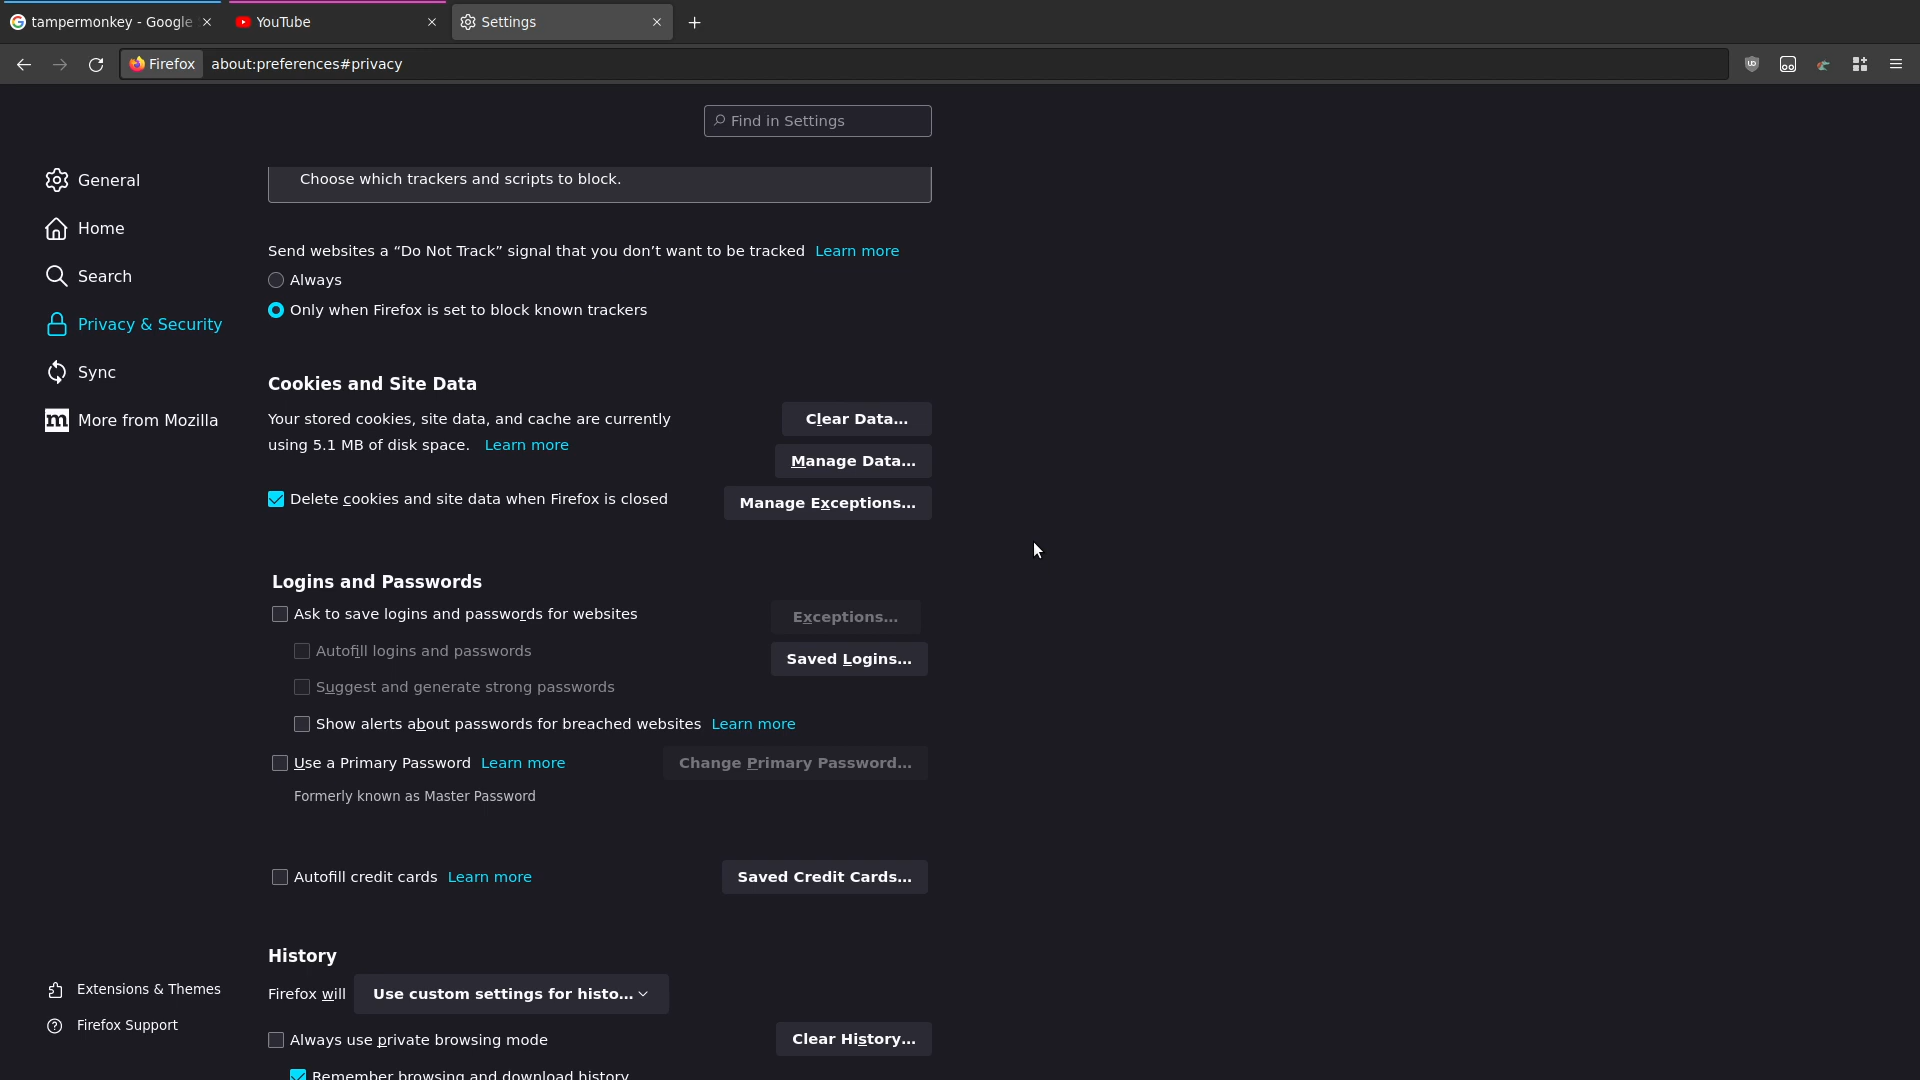 tampermonkey - Google
YouTube
Settings
Firefox
about:preferences#privacy
Find in Settings
General
Home
Search
Privacy & Security
Sync
More from Mozilla
Extensions & Themes
Firefox Support
Choose which trackers and scripts to block.
Send websites a “Do Not Track” signal that you don’t want to be tracked Learn more
Always
Only when Firefox is set to block known trackers
Cookies and Site Data
Your stored cookies, site data, and cache are currently
using 5.1 MB of disk space. Learn more
Clear Data…
Manage Data…
Delete cookies and site data when Firefox is closed
Manage Exceptions…
Logins and Passwords
Ask to save logins and passwords for websites
Exceptions…
Autofill logins and passwords
Saved Logins…
Suggest and generate strong passwords
Show alerts about passwords for breached websites Learn more
Use a Primary Password Learn more
Change Primary Password…
Formerly known as Master Password
Autofill credit cards Learn more
Saved Credit Cards…
History
Firefox will
Use custom settings for histo…
Always use private browsing mode
Clear History…
Remember browsing and download history